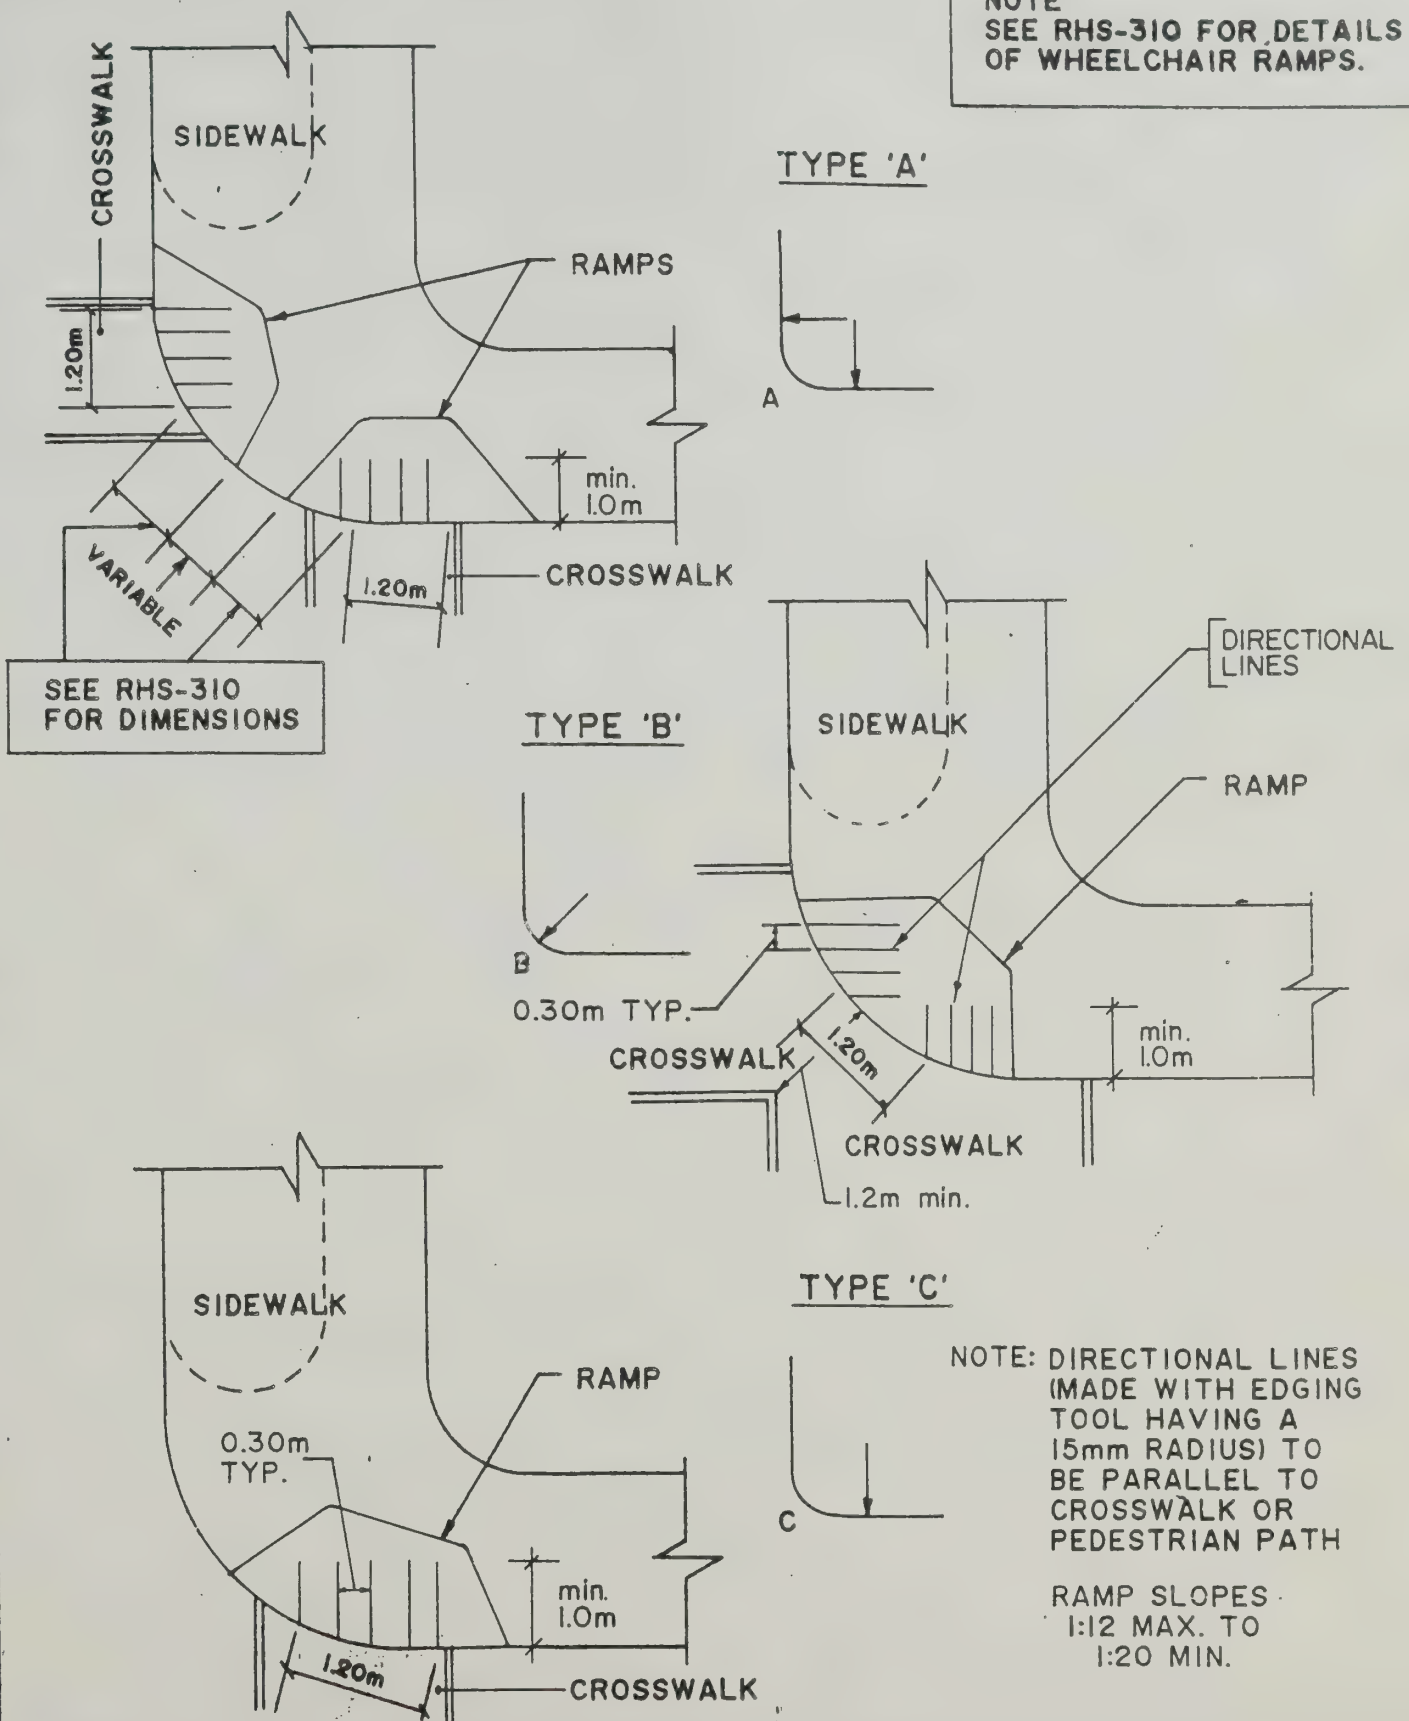 NOTE
SEE RHS-310 FOR DETAILS
OF WHEELCHAIR RAMPS.
CROSSWALK
SIDEWALK
TYPE 'A'
RAMPS
1.20m
A
min.
1.0m
VARIABLE
1.20m
CROSSWALK
SEE RHS-310
FOR DIMENSIONS
DIRECTIONAL
LINES
TYPE 'B'
SIDEWALK
RAMP
B
0.30m TYP.
CROSSWALK
1.20m
min.
1.0m
CROSSWALK
1.2m min.
SIDEWALK
TYPE 'C'
RAMP
0.30m
TYP.
C
min.
1.0m
1.20m
CROSSWALK
NOTE: DIRECTIONAL LINES
(MADE WITH EDGING
TOOL HAVING A
15mm RADIUS) TO
BE PARALLEL TO
CROSSWALK OR
PEDESTRIAN PATH
RAMP SLOPES
1:12 MAX. TO
1:20 MIN.